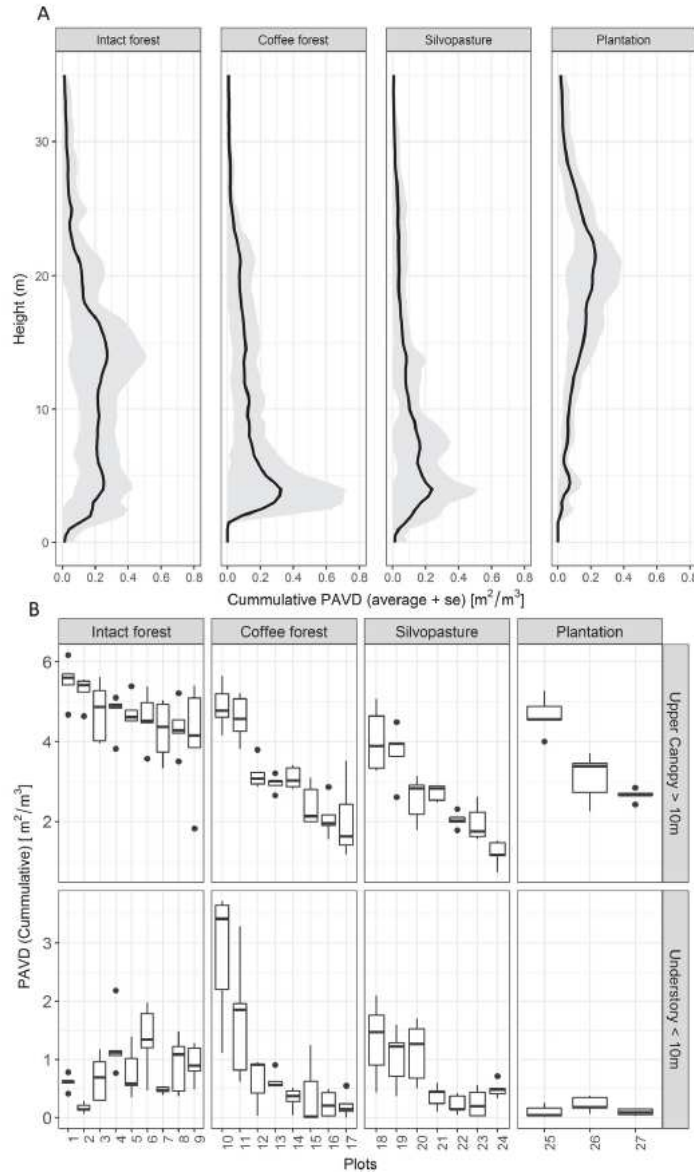 A
Intact forest Coffee forest Silvopasture Plantation
30
20
10
0
Height (m)
0.0 0.2 0.4 0.6 0.8 0.0 0.2 0.4 0.6 0.8 0.0 0.2 0.4 0.6 0.8 0.0 0.2 0.4 0.6 0.8
Cummulative PAVD (average + se) [m²/m³]
B
Intact forest Coffee forest Silvopasture Plantation
6
4
2
Upper Canopy > 10m
PAVD (Cummulative) [ m²/m³]
3
2
1
0
Understory < 10m
1 2 3 4 5 6 7 8 9 10 11 12 13 14 15 16 17 18 19 20 21 22 23 24 25 26 27
Plots